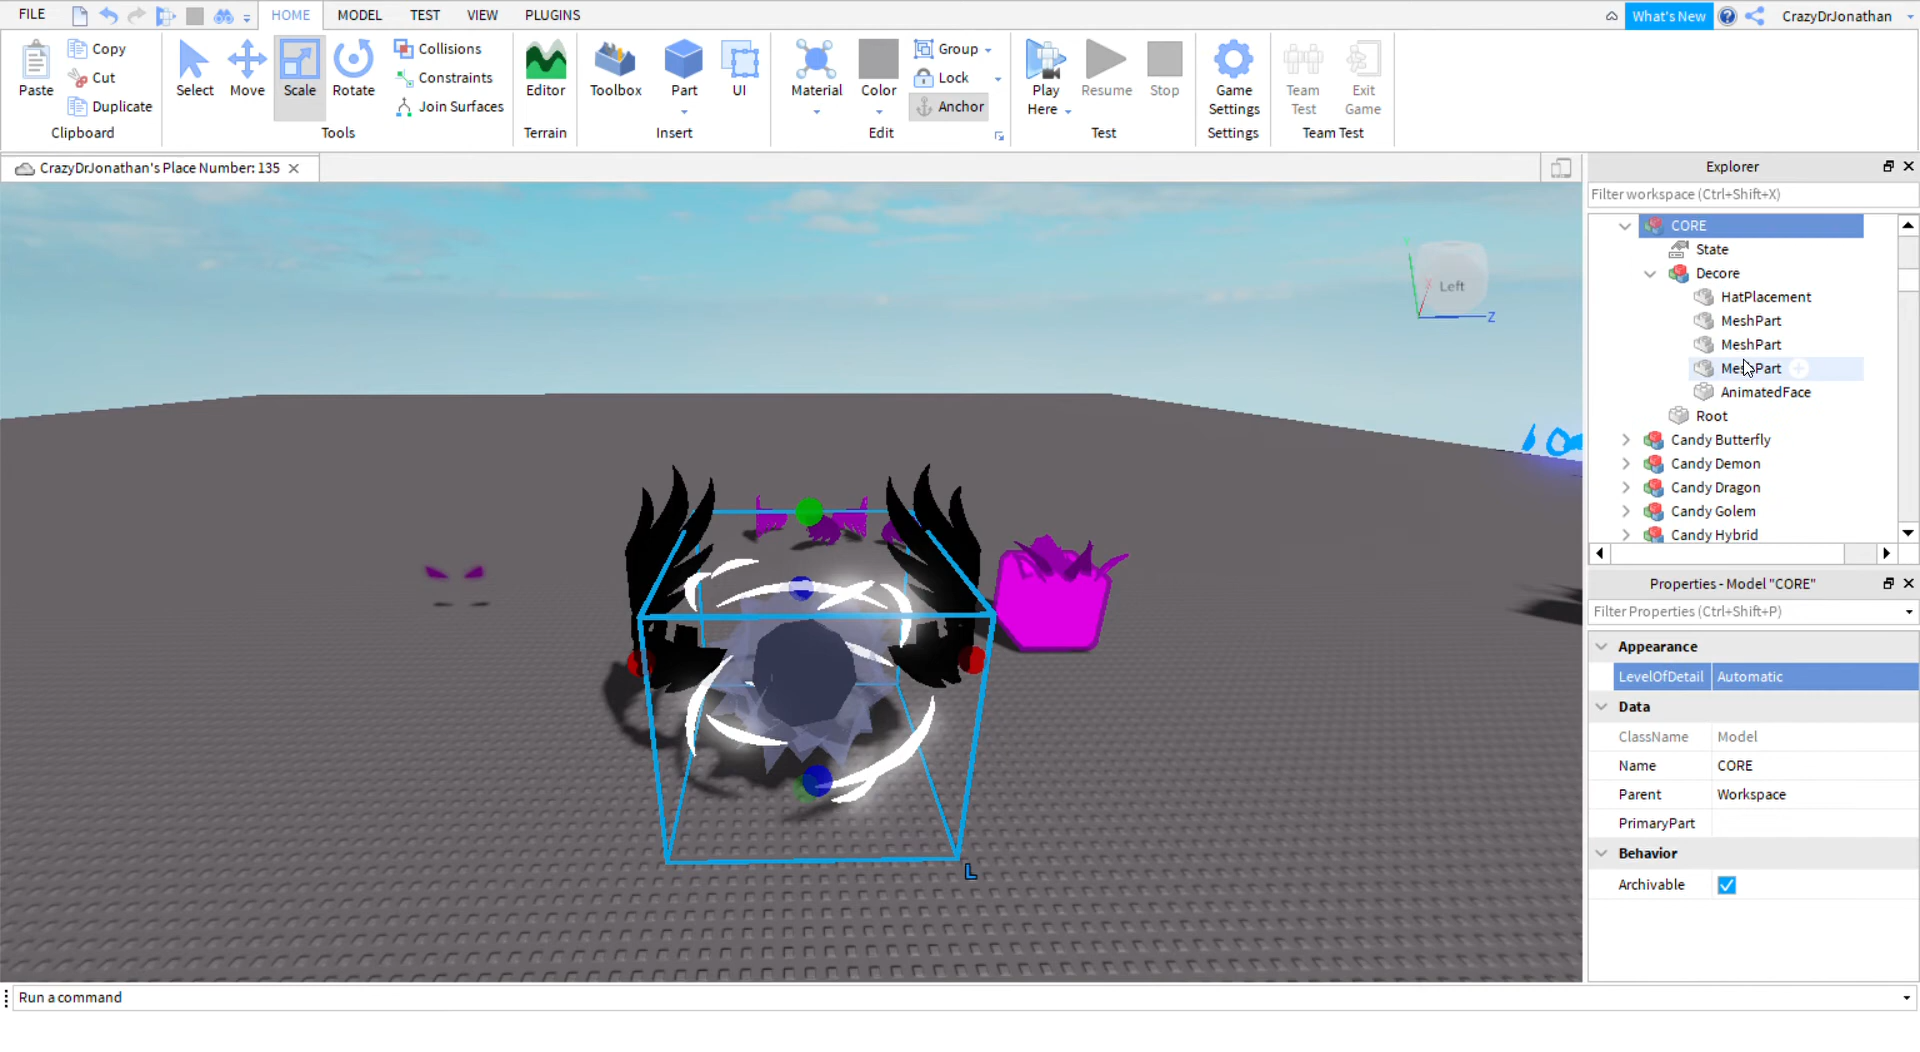 FILE HOME MODEL TEST VIEW PLUGINS What's New CrazyDrJonathan
Paste Copy Cut Duplicate Select Move Scale Rotate Collisions Constraints Join Surfaces Editor Toolbox Part UI Material Color Group Lock Anchor Play Here Resume Stop Game Settings Team Test Exit Game
Clipboard Tools Terrain Insert Edit Test Settings Team Test
CrazyDrJonathan's Place Number: 135
Explorer
Filter workspace (Ctrl+Shift+X)
CORE
State
Decore
HatPlacement
MeshPart
MeshPart
MeshPart
AnimatedFace
Root
Candy Butterfly
Candy Demon
Candy Dragon
Candy Golem
Candy Hybrid
Left
Z
L
Properties - Model "CORE"
Filter Properties (Ctrl+Shift+P)
Appearance
LevelOfDetail Automatic
Data
ClassName Model
Name CORE
Parent Workspace
PrimaryPart
Behavior
Archivable
Run a command